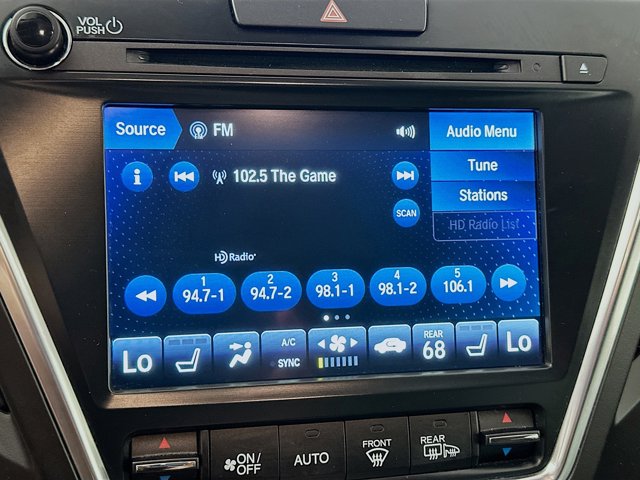 VOL
PUSH
Source
FM
Audio Menu
102.5 The Game
Tune
Stations
SCAN
HD Radio List
HD Radio
1
94.7-1
2
94.7-2
3
98.1-1
4
98.1-2
5
106.1
Lo
A/C
SYNC
REAR
68
Lo
ON/
OFF
AUTO
FRONT
REAR